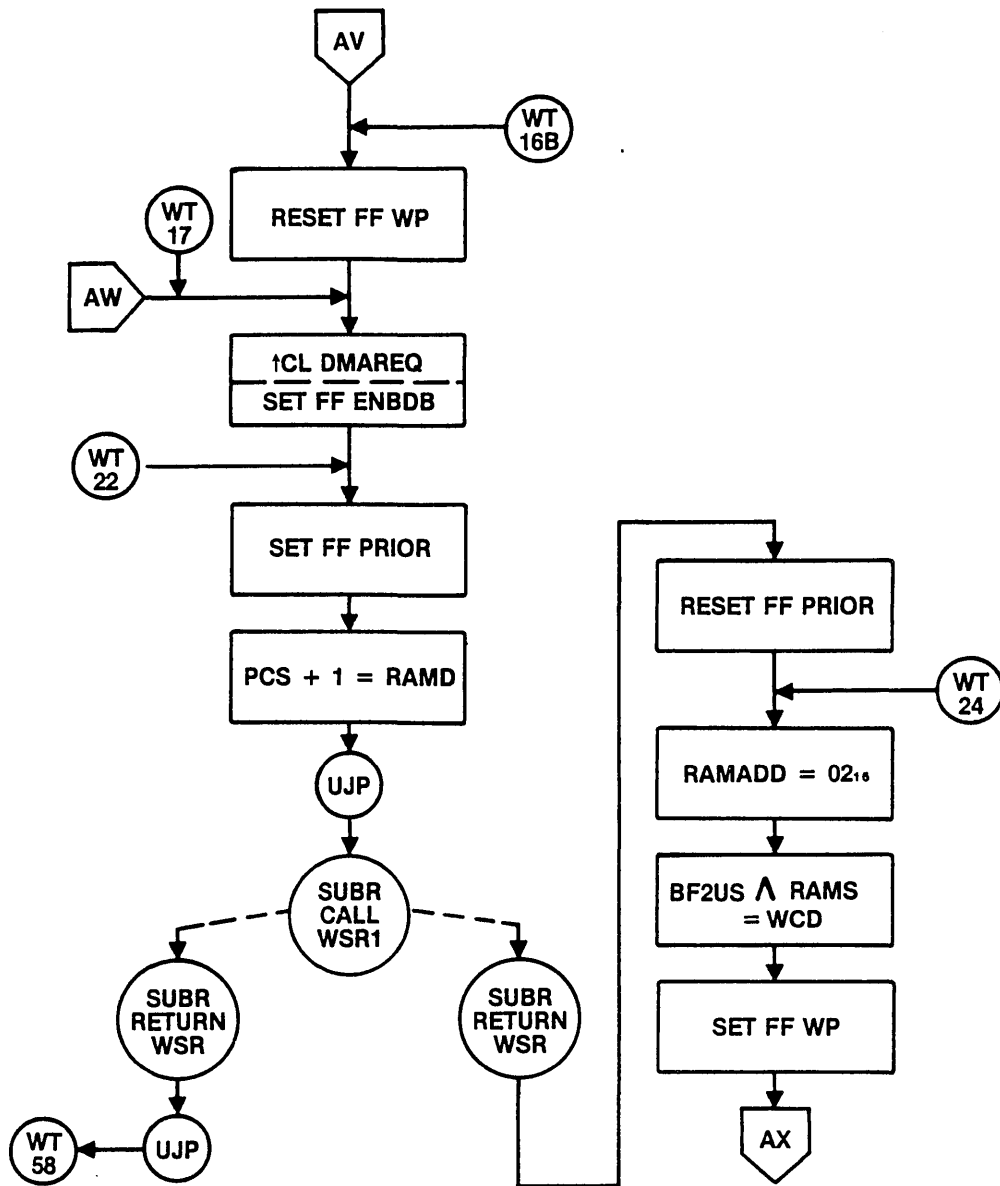 AV
WT
16B
RESET FF WP
WT
17
AW
↑CL DMAREQ
SET FF ENBDB
WT
22
SET FF PRIOR
PCS + 1 = RAMD
UJP
SUBR
CALL
WSR1
SUBR
RETURN
WSR
UJP
WT
58
SUBR
RETURN
WSR
RESET FF PRIOR
WT
24
RAMADD = 02₁₆
BF2US ∧ RAMS
= WCD
SET FF WP
AX